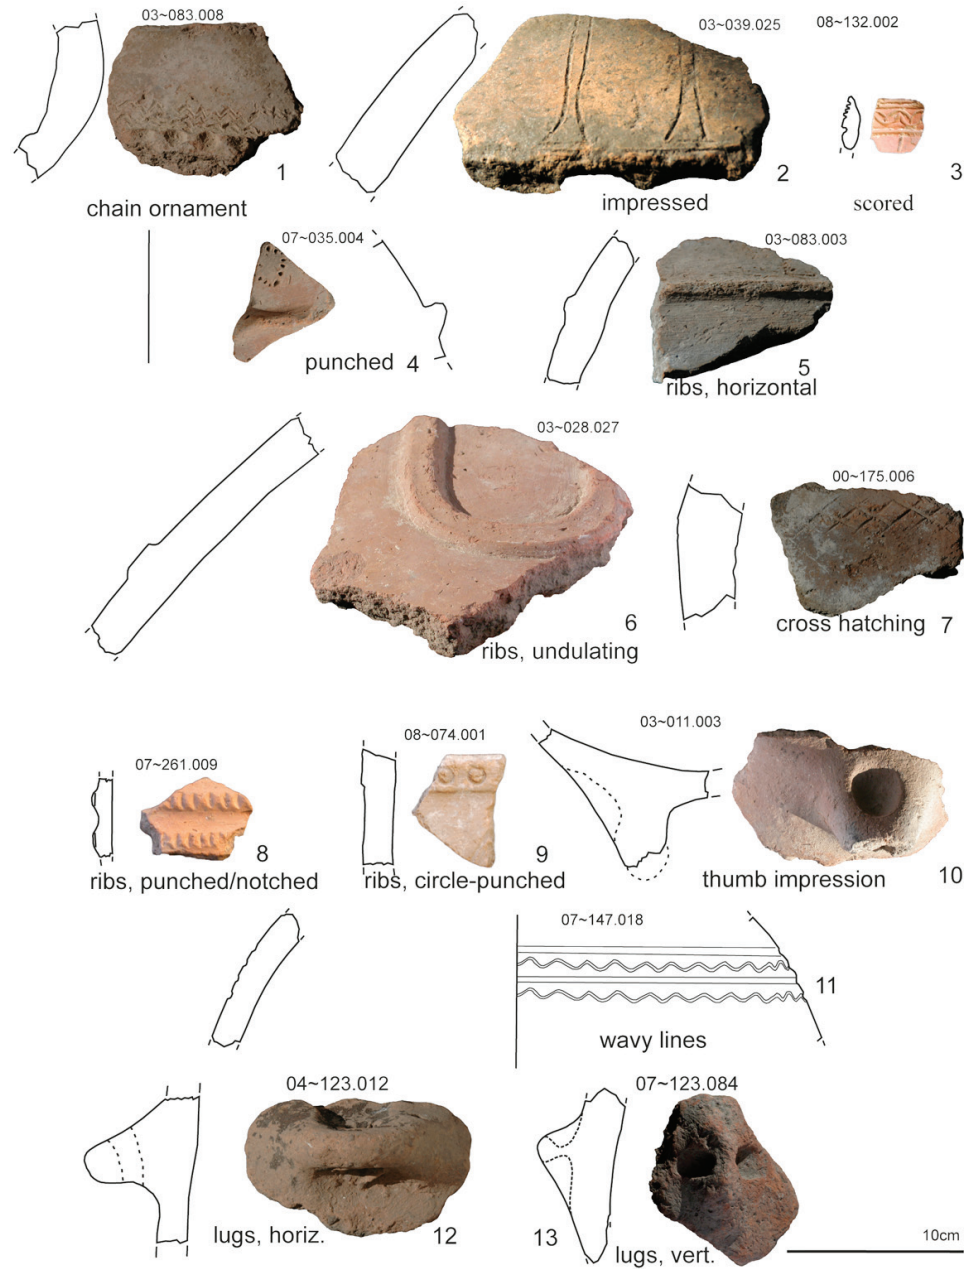 03~083.008
03~039.025
08~132.002
1
2
3
chain ornament
impressed
scored
07~035.004
03~083.003
punched 4
5
ribs, horizontal
03~028.027
00~175.006
6
ribs, undulating
cross hatching 7
07~261.009
08~074.001
03~011.003
8
9
10
ribs, punched/notched
ribs, circle-punched
thumb impression
07~147.018
11
wavy lines
04~123.012
07~123.084
lugs, horiz.
12
13
lugs, vert.
10cm